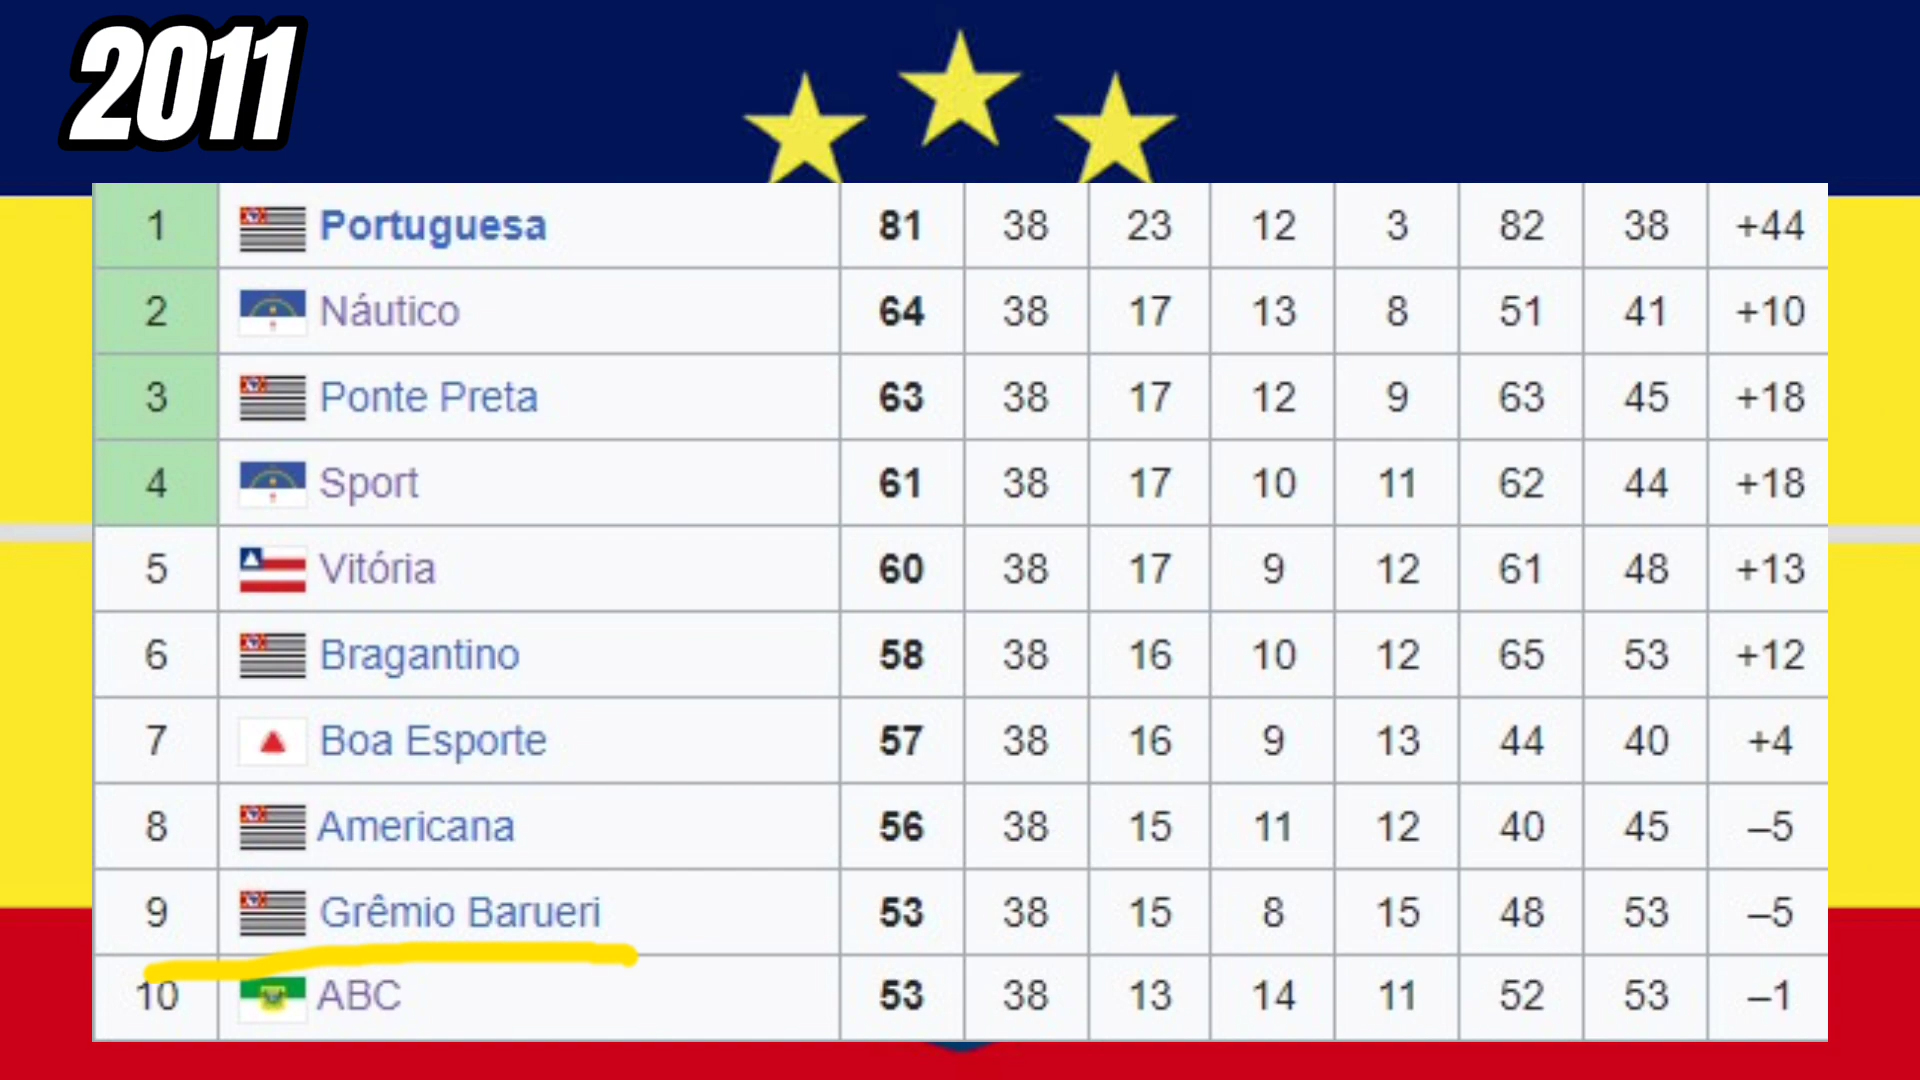 2011
1 Portuguesa 81 38 23 12 3 82 38 +44
2 Náutico 64 38 17 13 8 51 41 +10
3 Ponte Preta 63 38 17 12 9 63 45 +18
4 Sport 61 38 17 10 11 62 44 +18
5 Vitória 60 38 17 9 12 61 48 +13
6 Bragantino 58 38 16 10 12 65 53 +12
7 Boa Esporte 57 38 16 9 13 44 40 +4
8 Americana 56 38 15 11 12 40 45 –5
9 Grêmio Barueri 53 38 15 8 15 48 53 –5
10 ABC 53 38 13 14 11 52 53 –1